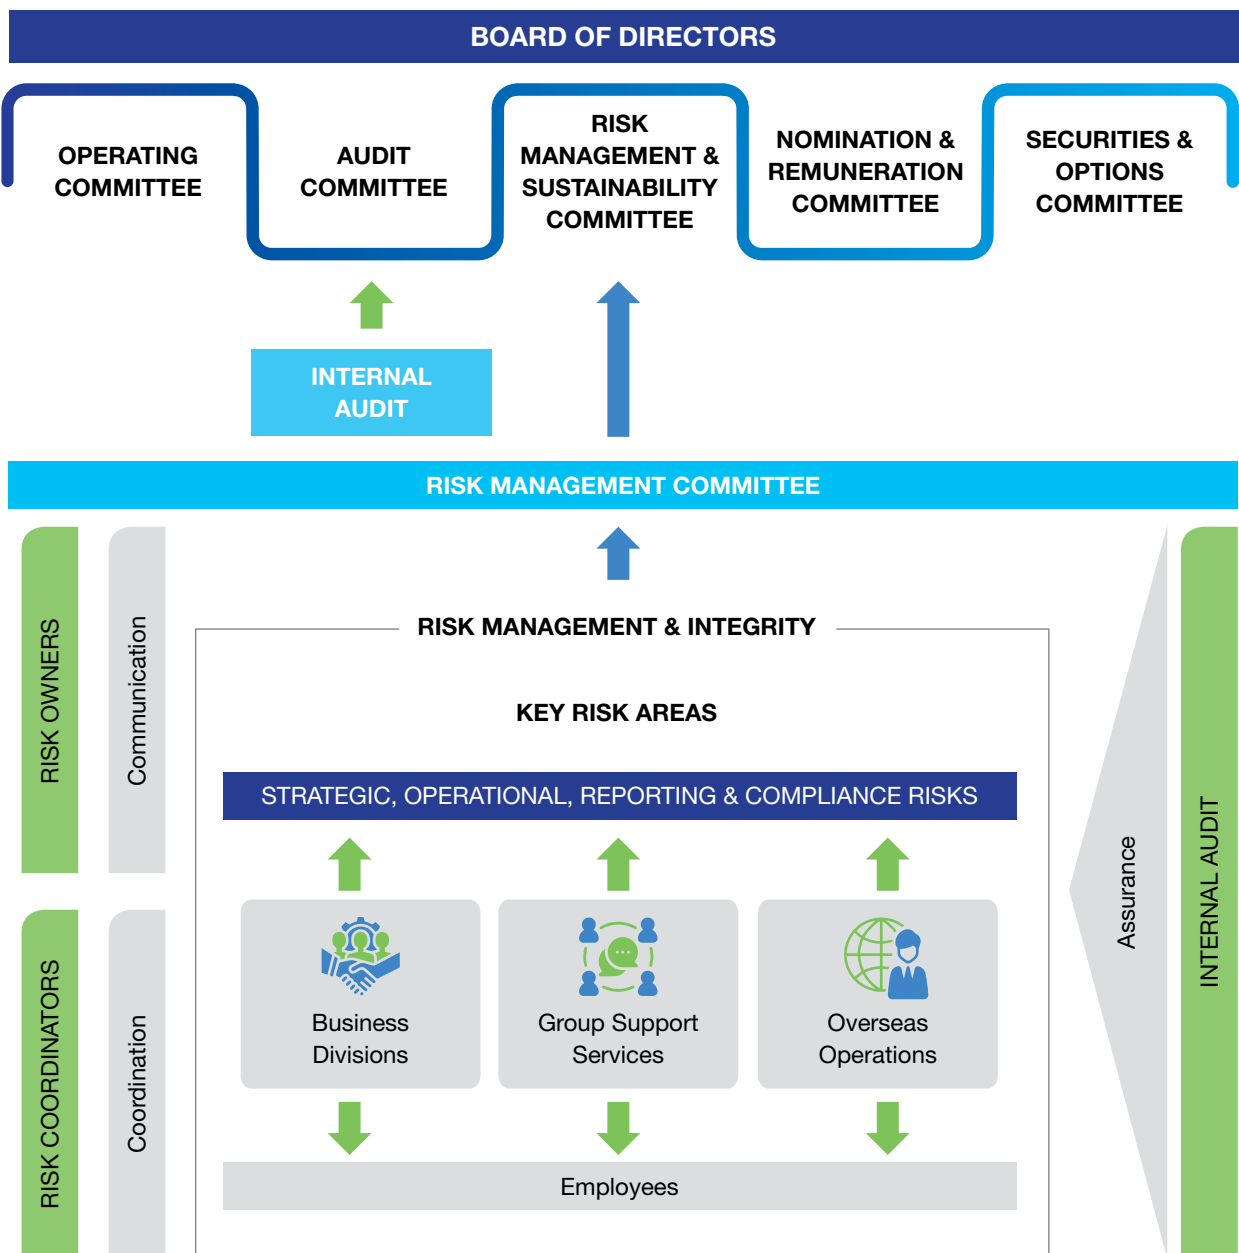 BOARD OF DIRECTORS
OPERATING
COMMITTEE
AUDIT
COMMITTEE
RISK
MANAGEMENT &
SUSTAINABILITY
COMMITTEE
NOMINATION &
REMUNERATION
COMMITTEE
SECURITIES &
OPTIONS
COMMITTEE
INTERNAL
AUDIT
RISK MANAGEMENT COMMITTEE
RISK OWNERS
Communication
RISK COORDINATORS
Coordination
RISK MANAGEMENT & INTEGRITY
KEY RISK AREAS
STRATEGIC, OPERATIONAL, REPORTING & COMPLIANCE RISKS
Business
Divisions
Group Support
Services
Overseas
Operations
Employees
Assurance
INTERNAL AUDIT